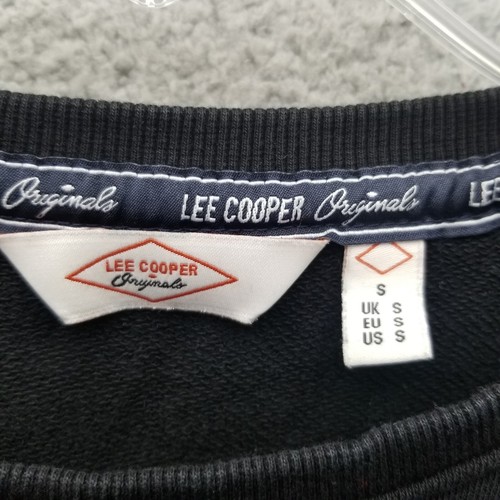 Originals LEE COOPER Originals LEE
LEE COOPER
Originals
S
UK S
EU S
US S